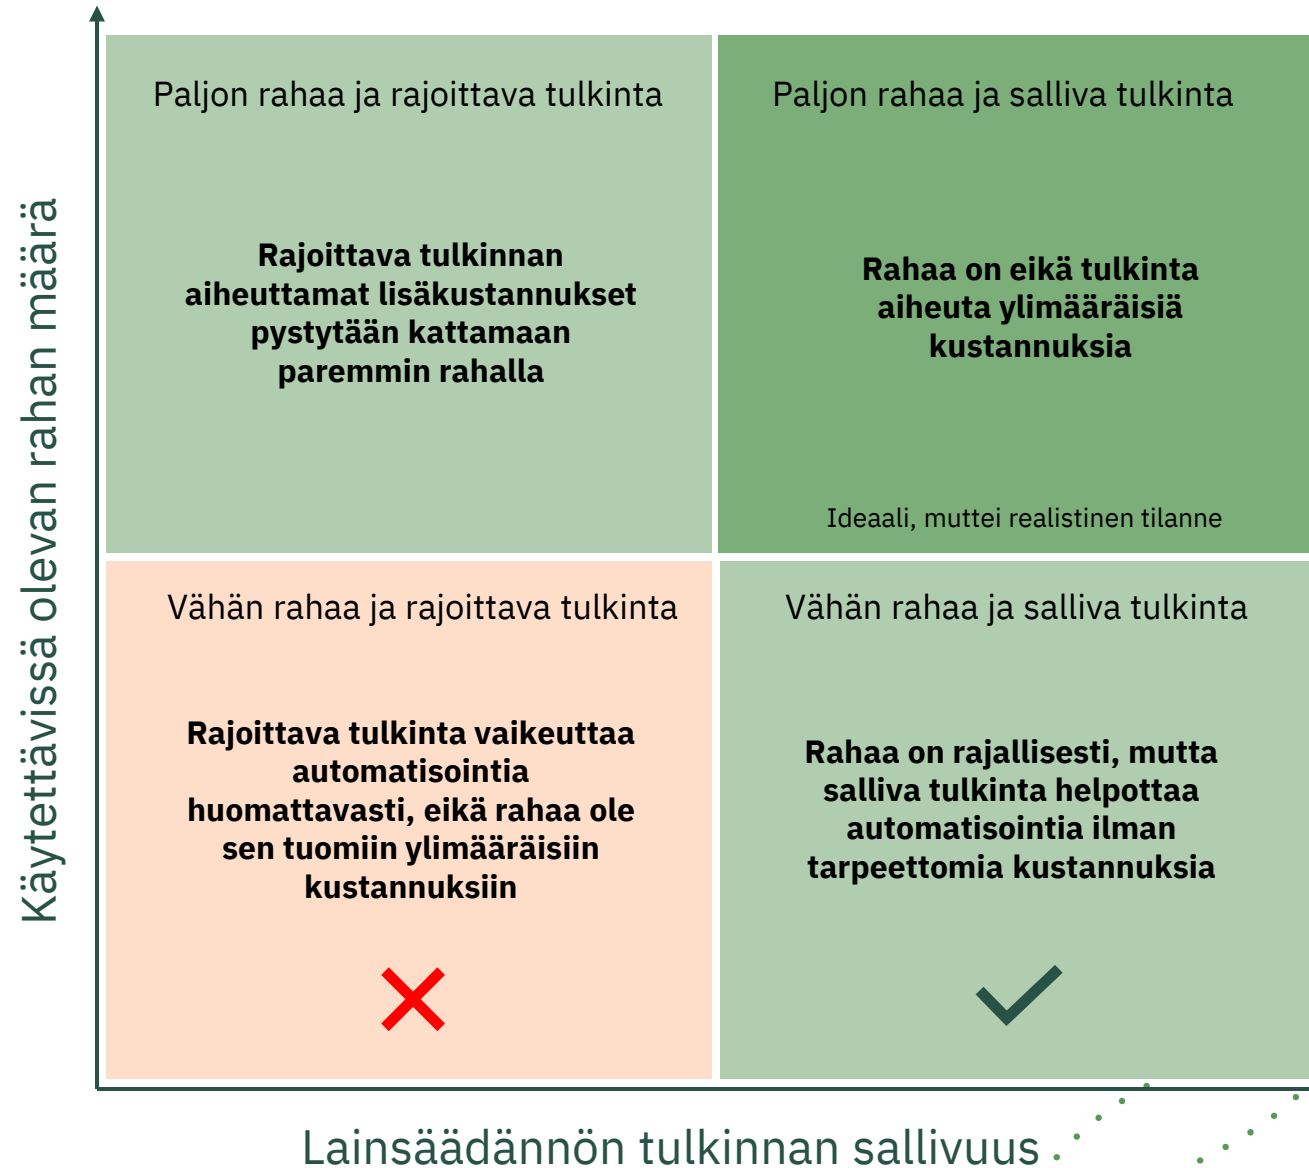 Käytettävissä olevan rahan määrä
Paljon rahaa ja rajoittava tulkinta
Rajoittava tulkinnan
aiheuttamat lisäkustannukset
pystytään kattamaan
paremmin rahalla
Paljon rahaa ja salliva tulkinta
Rahaa on eikä tulkinta
aiheuta ylimääräisiä
kustannuksia
Ideaali, muttei realistinen tilanne
Vähän rahaa ja rajoittava tulkinta
Rajoittava tulkinta vaikeuttaa
automatisointia
huomattavasti, eikä rahaa ole
sen tuomiin ylimääräisiin
kustannuksiin
Vähän rahaa ja salliva tulkinta
Rahaa on rajallisesti, mutta
salliva tulkinta helpottaa
automatisointia ilman
tarpeettomia kustannuksia
Lainsäädännön tulkinnan sallivuus